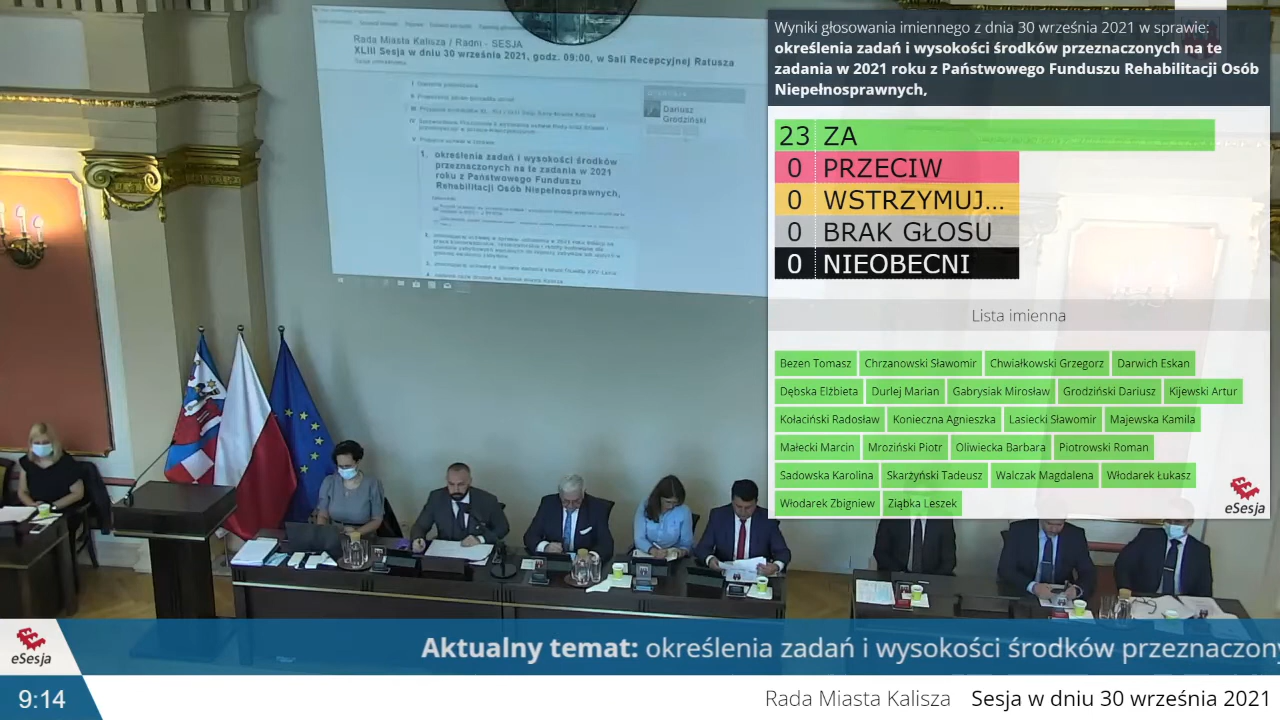 Rada Miasta Kalisza / Radni - SESJA
XLIII Sesja w dniu 30 września 2021, godz. 09:00, w Sali Recepcyjnej Ratusza
Dariusz
Grodziński
1. określenia zadań i wysokości środków
przeznaczonych na te zadania w 2021
roku z Państwowego Funduszu
Rehabilitacji Osób Niepełnosprawnych,
Wyniki głosowania imiennego z dnia 30 września 2021 w sprawie:
określenia zadań i wysokości środków przeznaczonych na te
zadania w 2021 roku z Państwowego Funduszu Rehabilitacji Osób
Niepełnosprawnych,
23 ZA
0 PRZECIW
0 WSTRZYMUJ...
0 BRAK GŁOSU
0 NIEOBECNI
Lista imienna
Bezen Tomasz Chrzanowski Sławomir Chwiałkowski Grzegorz Darwich Eskan
Dębska Elżbieta Durlej Marian Gabrysiak Mirosław Grodziński Dariusz Kijewski Artur
Kołaciński Radosław Konieczna Agnieszka Lasiecki Sławomir Majewska Kamila
Małecki Marcin Mroziński Piotr Oliwiecka Barbara Piotrowski Roman
Sadowska Karolina Skarżyński Tadeusz Walczak Magdalena Włodarek Łukasz
Włodarek Zbigniew Ziąbka Leszek
eSesja
eSesja
Aktualny temat: określenia zadań i wysokości środków przeznaczony
9:14
Rada Miasta Kalisza Sesja w dniu 30 września 2021